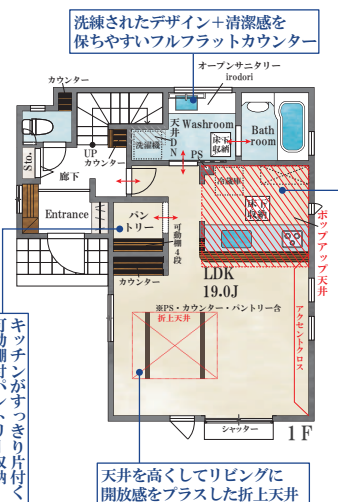 洗練されたデザイン＋清潔感を
保ちやすいフルフラットカウンター
カウンター
オープンサニタリー
irodori
洗濯機
天井DN
Washroom
床下
収納
Bath
room
Sto.
UP
カウンター
PS
廊下
冷蔵庫
床下
収納
Entrance
パン
トリー
可動棚4段
ポップアップ天井
カウンター
LDK
19.0J
※PS・カウンター・パントリー含
折上天井
アクセントクロス
キッチンがすっきり片付く
可動棚付パントリー収納
シャッター
1F
天井を高くしてリビングに
開放感をプラスした折上天井